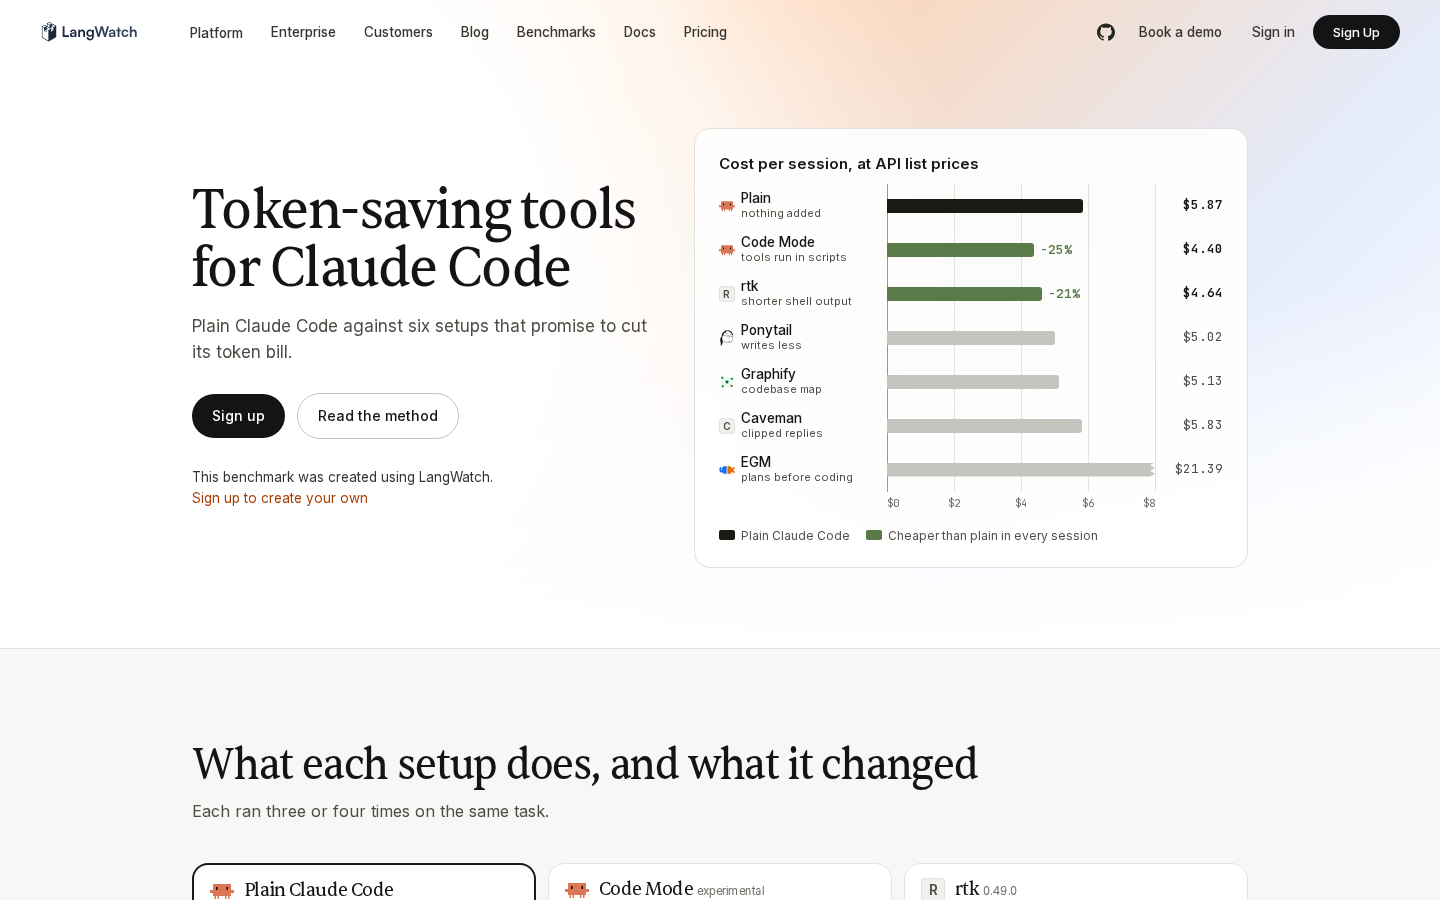 LangWatch
Platform
Enterprise
Customers
Blog
Benchmarks
Docs
Pricing
Book a demo
Sign in
Sign Up
Token-saving tools
for Claude Code
Plain Claude Code against six setups that promise to cut
its token bill.
Sign up
Read the method
This benchmark was created using LangWatch.
Sign up to create your own
Cost per session, at API list prices
Plain
nothing added
$5.87
Code Mode
tools run in scripts
-25%
$4.40
R
rtk
shorter shell output
-21%
$4.64
Ponytail
writes less
$5.02
Graphify
codebase map
$5.13
C
Caveman
clipped replies
$5.83
EGM
plans before coding
$21.39
$0 $2 $4 $6 $8
Plain Claude Code
Cheaper than plain in every session
What each setup does, and what it changed
Each ran three or four times on the same task.
Plain Claude Code
Code Mode experimental
R
rtk 0.49.0